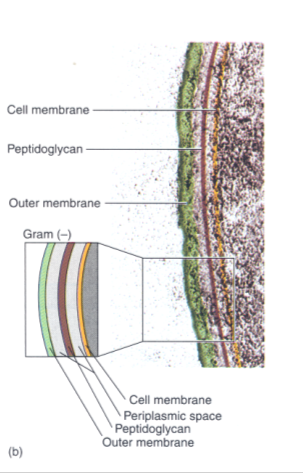 Cell membrane
Peptidoglycan
Outer membrane
Gram (–)
Cell membrane
Periplasmic space
Peptidoglycan
Outer membrane
(b)